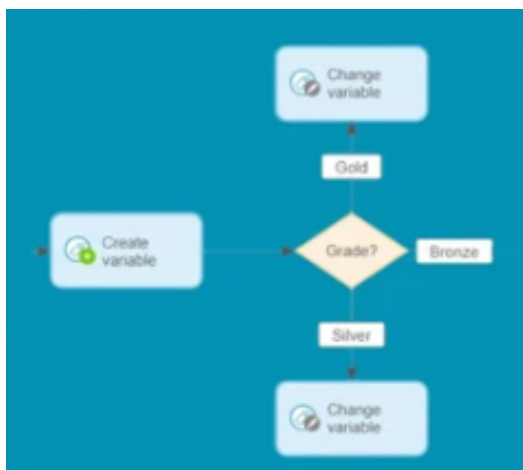 Change
variable
Gold
Create
variable
Grade?
Bronze
Silver
Change
variable